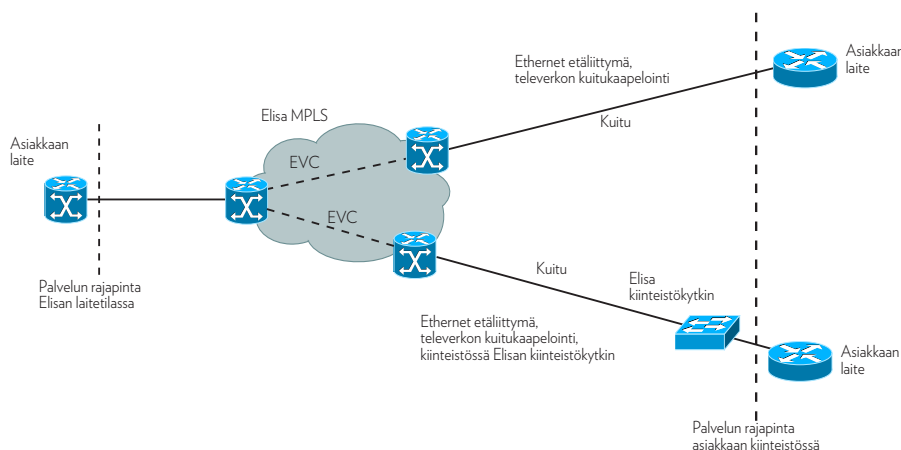 Ethernet etäliittymä,
televerkon kuitukaapelointi
Asiakkaan
laite
Kuitu
Elisa MPLS
Asiakkaan
laite
EVC
EVC
Palvelun rajapinta
Elisan laitetilassa
Kuitu
Elisa
kiinteistökytkin
Ethernet etäliittymä,
televerkon kuitukaapelointi,
kiinteistössä Elisan kiinteistökytkin
Asiakkaan
laite
Palvelun rajapinta
asiakkaan kiinteistössä